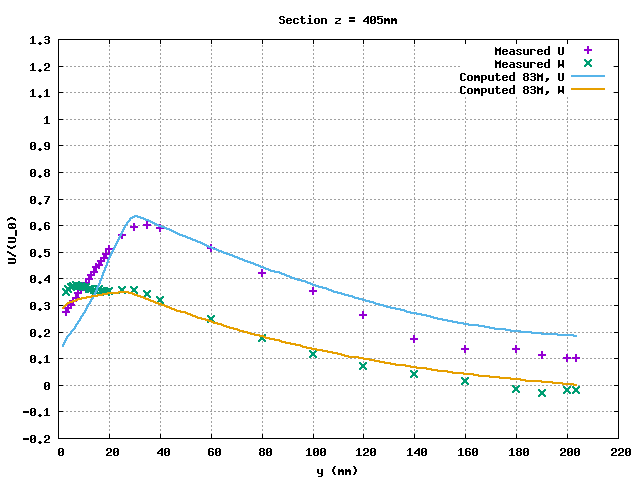 Section z = 405mm
Measured U
Measured W
Computed 83M, U
Computed 83M, W
1.3
1.2
1.1
1
0.9
0.8
0.7
0.6
0.5
0.4
0.3
0.2
0.1
0
-0.1
-0.2
U/(U_0)
0 20 40 60 80 100 120 140 160 180 200 220
y (mm)